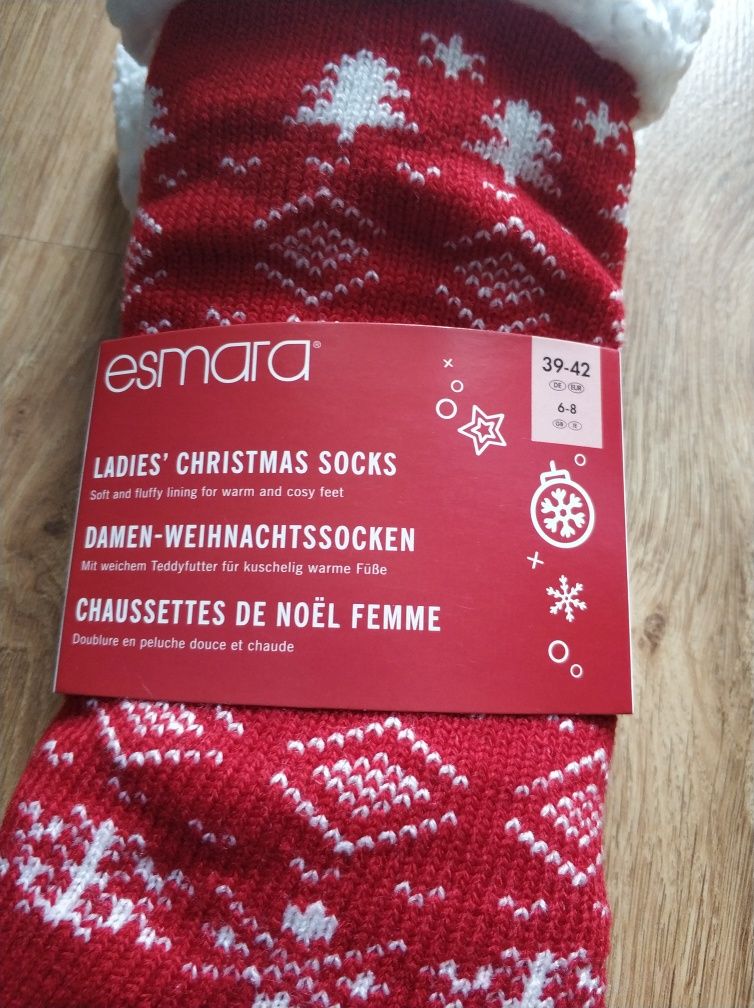 esmara®
39-42
DE EUR
6-8
GB IE
LADIES' CHRISTMAS SOCKS
Soft and fluffy lining for warm and cosy feet
DAMEN-WEIHNACHTSSOCKEN
Mit weichem Teddyfutter für kuschelig warme Füße
CHAUSSETTES DE NOËL FEMME
Doublure en peluche douce et chaude